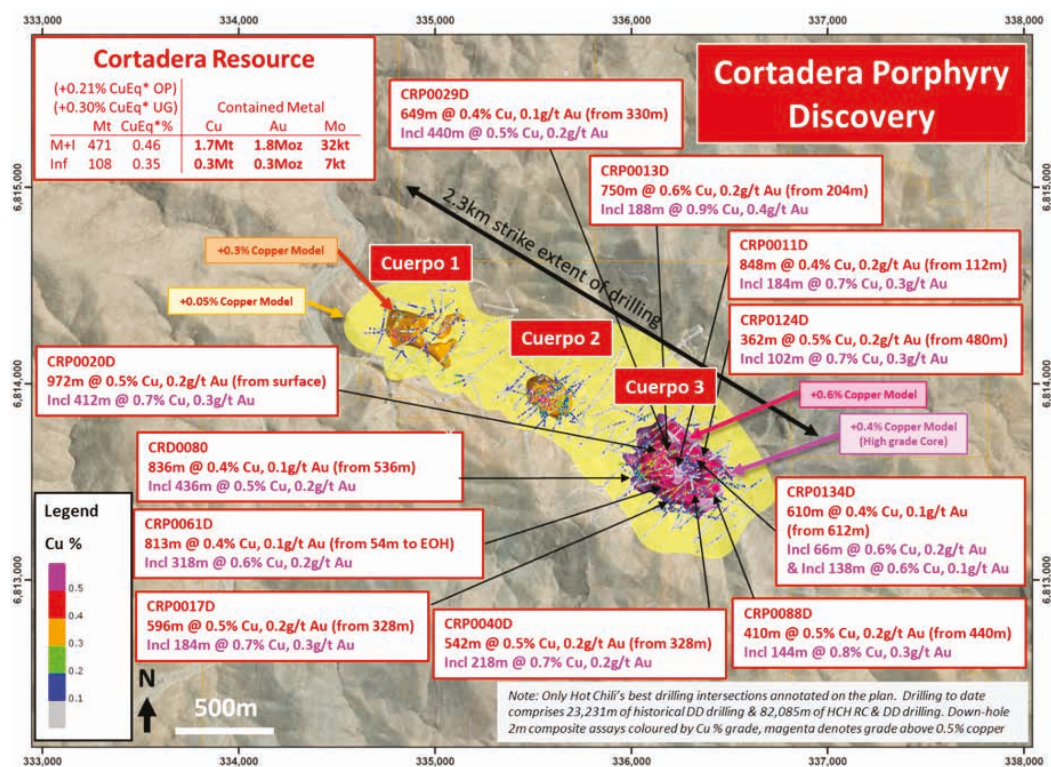 333,000 334,000 335,000 336,000 337,000 338,000
Cortadera Resource
(+0.21% CuEq* OP)
(+0.30% CuEq* UG) Contained Metal
Mt CuEq*% Cu Au Mo
M+I 471 0.46 1.7Mt 1.8Moz 32kt
Inf 108 0.35 0.3Mt 0.3Moz 7kt
Cortadera Porphyry
Discovery
CRP0029D
649m @ 0.4% Cu, 0.1g/t Au (from 330m)
Incl 440m @ 0.5% Cu, 0.2g/t Au
CRP0013D
750m @ 0.6% Cu, 0.2g/t Au (from 204m)
Incl 188m @ 0.9% Cu, 0.4g/t Au
6,815,000
6,815,000
2.3km strike extent of drilling
CRP0011D
848m @ 0.4% Cu, 0.2g/t Au (from 112m)
Incl 184m @ 0.7% Cu, 0.3g/t Au
+0.3% Copper Model
Cuerpo 1
+0.05% Copper Model
CRP0124D
362m @ 0.5% Cu, 0.2g/t Au (from 480m)
Incl 102m @ 0.7% Cu, 0.3g/t Au
Cuerpo 2
CRP0020D
972m @ 0.5% Cu, 0.2g/t Au (from surface)
Incl 412m @ 0.7% Cu, 0.3g/t Au
6,814,000
6,814,000
Cuerpo 3
+0.6% Copper Model
+0.4% Copper Model
(High grade Core)
CRD0080
836m @ 0.4% Cu, 0.1g/t Au (from 536m)
Incl 436m @ 0.5% Cu, 0.2g/t Au
CRP0134D
610m @ 0.4% Cu, 0.1g/t Au
(from 612m)
Incl 66m @ 0.6% Cu, 0.2g/t Au
& Incl 138m @ 0.6% Cu, 0.1g/t Au
CRP0061D
813m @ 0.4% Cu, 0.1g/t Au (from 54m to EOH)
Incl 318m @ 0.6% Cu, 0.2g/t Au
6,813,000
6,813,000
CRP0017D
596m @ 0.5% Cu, 0.2g/t Au (from 328m)
Incl 184m @ 0.7% Cu, 0.3g/t Au
CRP0040D
542m @ 0.5% Cu, 0.2g/t Au (from 328m)
Incl 218m @ 0.7% Cu, 0.2g/t Au
CRP0088D
410m @ 0.5% Cu, 0.2g/t Au (from 440m)
Incl 144m @ 0.8% Cu, 0.3g/t Au
Legend
Cu %
0.5
0.4
0.3
0.2
0.1
N
500m
Note: Only Hot Chili's best drilling intersections annotated on the plan. Drilling to date
comprises 23,231m of historical DD drilling & 82,085m of HCH RC & DD drilling. Down-hole
2m composite assays coloured by Cu % grade, magenta denotes grade above 0.5% copper
333,000 334,000 335,000 336,000 337,000 338,000